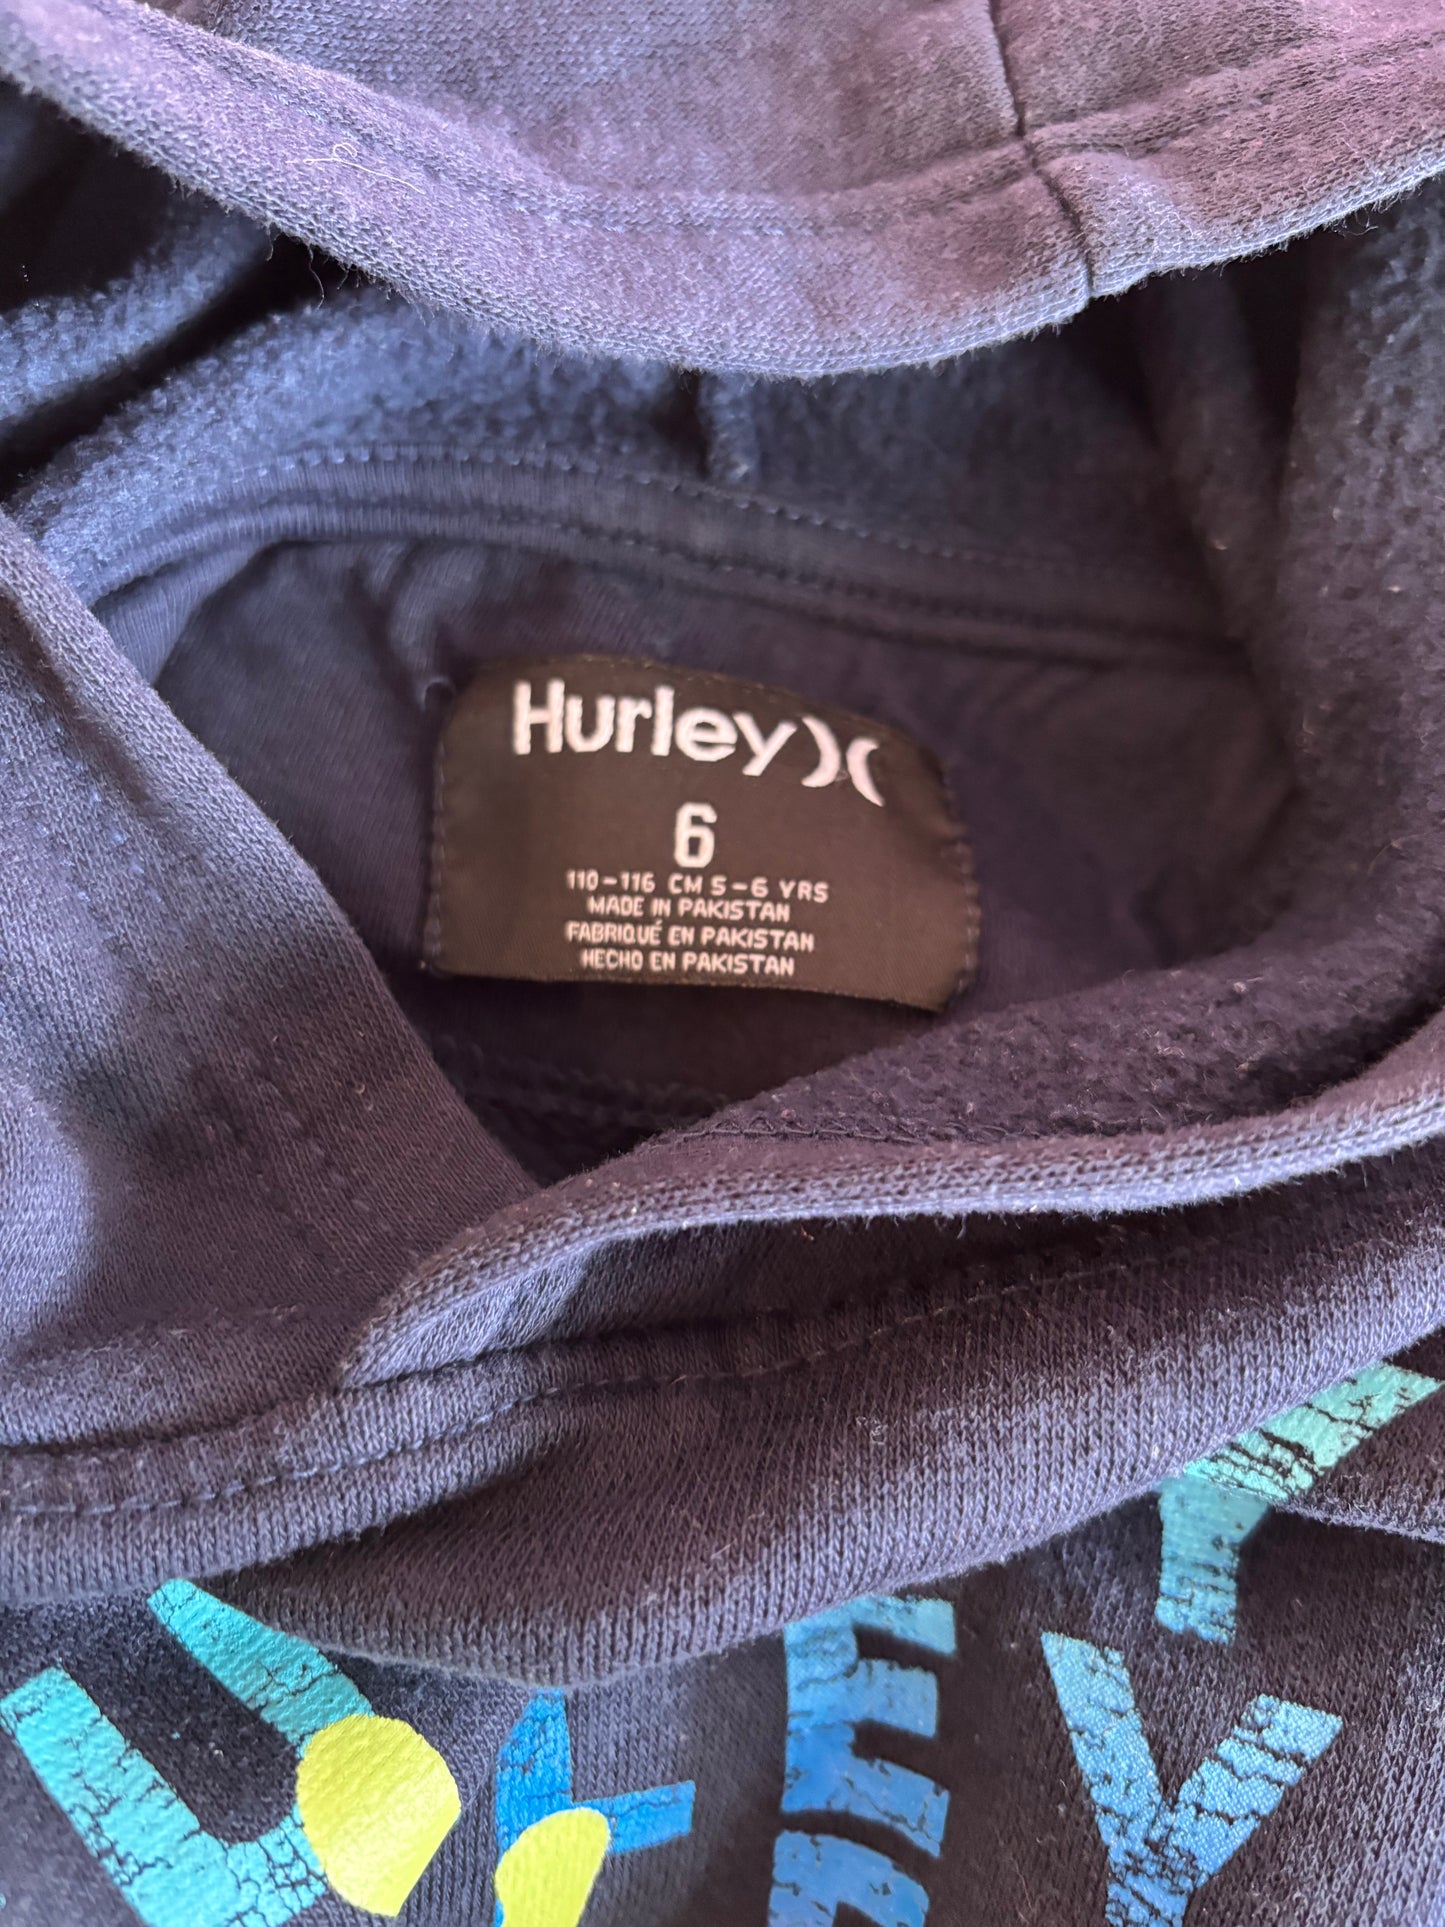 Hurley
6
110-116 CM 5-6 YRS
MADE IN PAKISTAN
FABRIQUÉ EN PAKISTAN
HECHO EN PAKISTAN